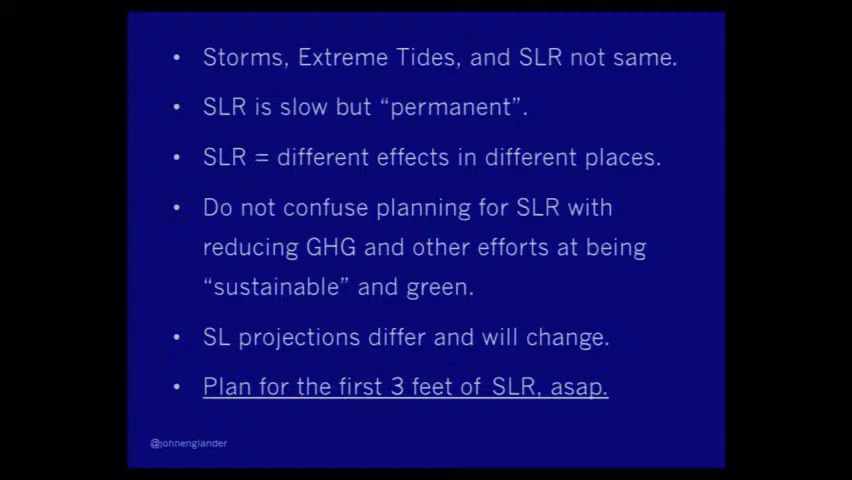 • Storms, Extreme Tides, and SLR not same.
• SLR is slow but “permanent”.
• SLR = different effects in different places.
• Do not confuse planning for SLR with
reducing GHG and other efforts at being
“sustainable” and green.
• SL projections differ and will change.
• Plan for the first 3 feet of SLR, asap.
@johnenglander